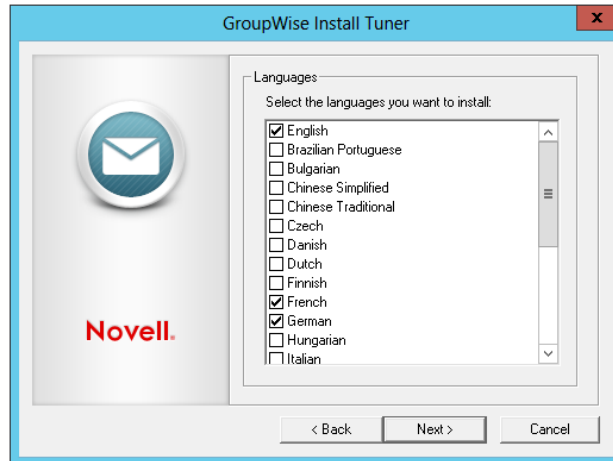 GroupWise Install Tuner
x
Languages
Select the languages you want to install:
English
Brazilian Portuguese
Bulgarian
Chinese Simplified
Chinese Traditional
Czech
Danish
Dutch
Finnish
French
German
Hungarian
Italian
Novell.
< Back
Next >
Cancel